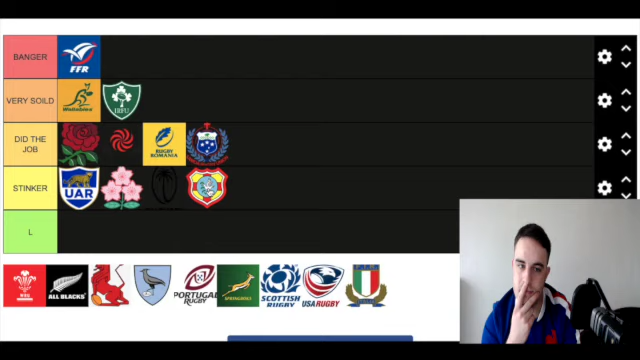 BANGER
FFR
VERY SOILD
Wallabies
IRFU
DID THE
JOB
RUGBY
ROMANIA
STINKER
UAR
L
WRU
ALL BLACKS
PORTUGAL
RUGBY
SPRINGBOKS
SCOTTISH
RUGBY
USA RUGBY